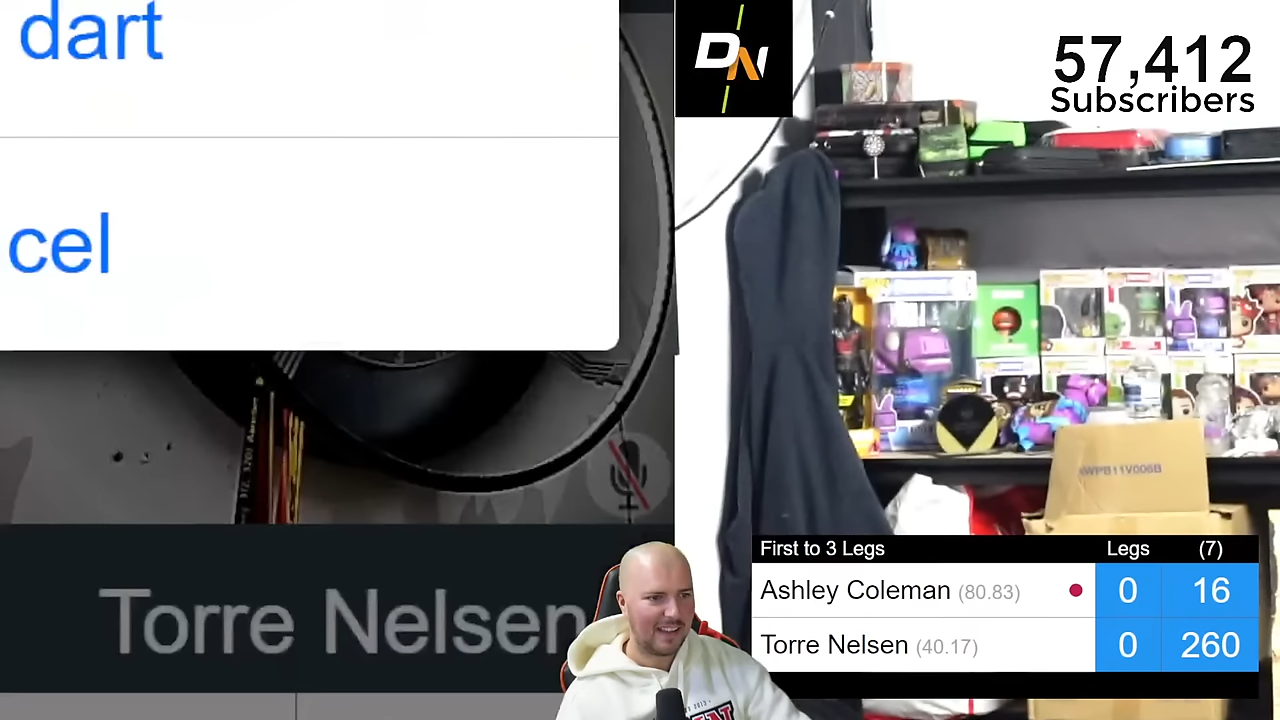 dart
cel
Torre Nelsen
DN
57,412
Subscribers
KWPB11V006B
First to 3 Legs Legs (7)
Ashley Coleman (80.83) 0 16
Torre Nelsen (40.17) 0 260